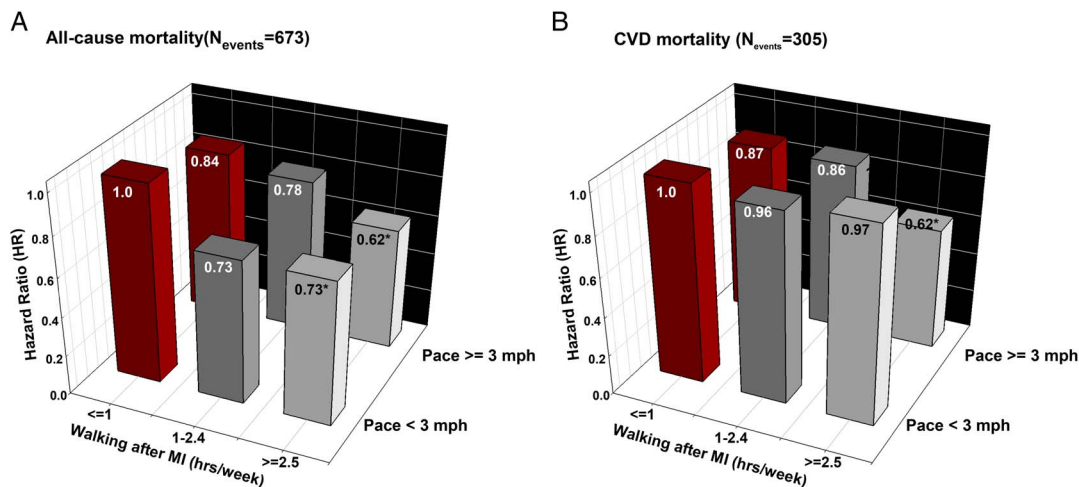 A
All-cause mortality(Nevents=673)
1.0
0.8
0.6
0.4
0.2
0.0
Hazard Ratio (HR)
1.0
0.84
0.78
0.62*
0.73
0.73*
<=1
1-2.4
>=2.5
Walking after MI (hrs/week)
Pace >= 3 mph
Pace < 3 mph
B
CVD mortality (Nevents=305)
1.0
0.8
0.6
0.4
0.2
0.0
Hazard Ratio (HR)
1.0
0.87
0.86
0.62*
0.96
0.97
<=1
1-2.4
>=2.5
Walking after MI (hrs/week)
Pace >= 3 mph
Pace < 3 mph